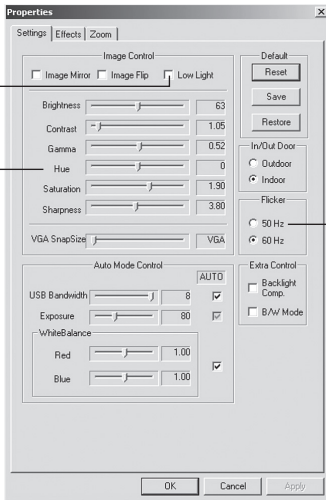 Properties
Settings Effects Zoom
Image Control
Image Mirror Image Flip Low Light
Brightness 63
Contrast 1.05
Gamma 0.52
Hue 0
Saturation 1.90
Sharpness 3.80
VGA SnapSize VGA
Default
Reset
Save
Restore
In/Out Door
Outdoor
Indoor
Flicker
50 Hz
60 Hz
Auto Mode Control
AUTO
USB Bandwidth 8
Exposure 80
WhiteBalance
Red 1.00
Blue 1.00
Extra Control
Backlight
Comp.
B/W Mode
OK Cancel Apply